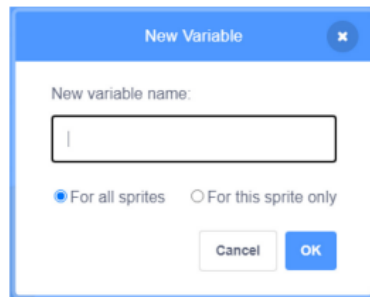 New Variable
New variable name:
For all sprites For this sprite only
Cancel OK